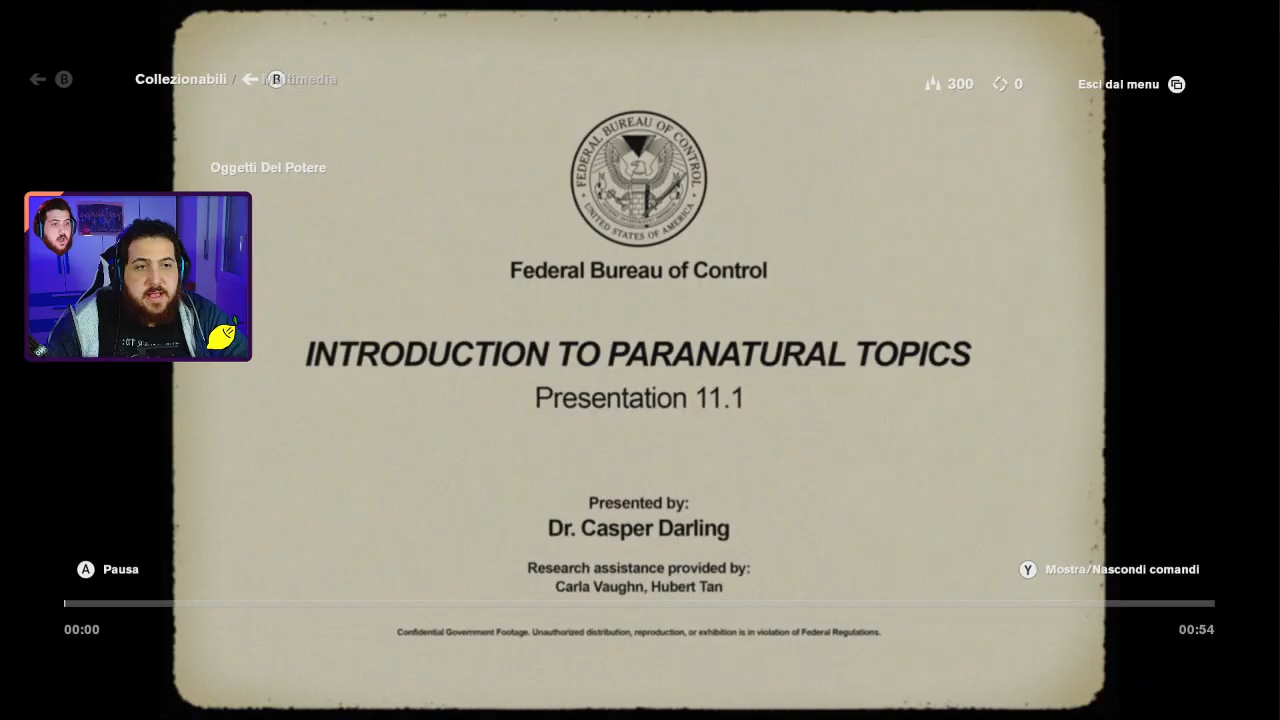 B
Collezionabili / B
300
0
Esci dal menu
Oggetti Del Potere
FEDERAL BUREAU OF CONTROL
UNITED STATES OF AMERICA
Federal Bureau of Control
INTRODUCTION TO PARANATURAL TOPICS
Presentation 11.1
Presented by:
Dr. Casper Darling
Research assistance provided by:
Carla Vaughn, Hubert Tan
A Pausa
Y Mostra/Nascondi comandi
00:00
00:54
Confidential Government Footage. Unauthorized distribution, reproduction, or exhibition is in violation of Federal Regulations.